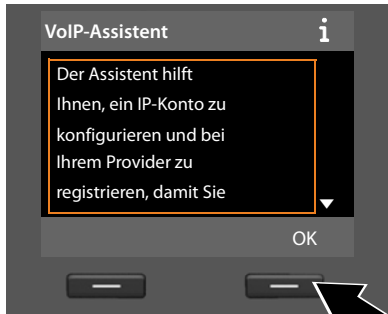 VoIP-Assistent i
Der Assistent hilft
Ihnen, ein IP-Konto zu
konfigurieren und bei
Ihrem Provider zu
registrieren, damit Sie
OK